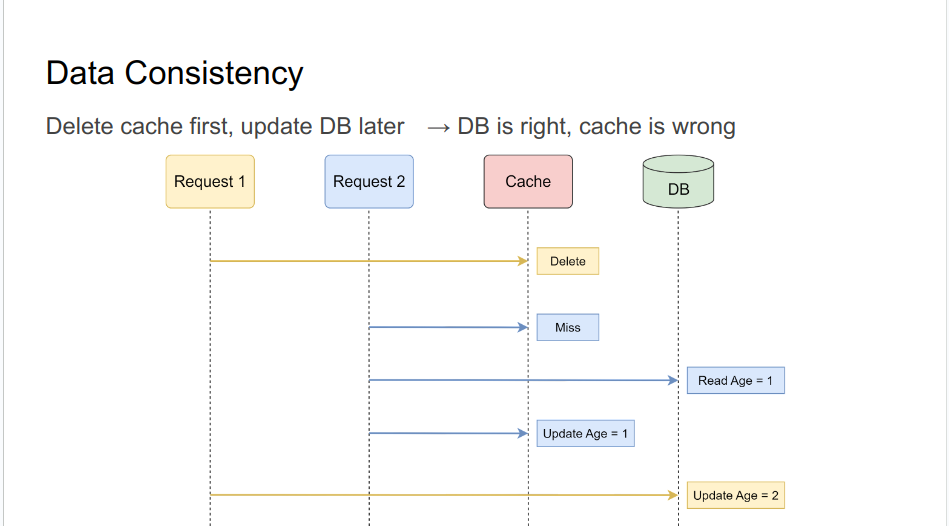 Data Consistency
Delete cache first, update DB later → DB is right, cache is wrong
Request 1
Request 2
Cache
DB
Delete
Miss
Read Age = 1
Update Age = 1
Update Age = 2